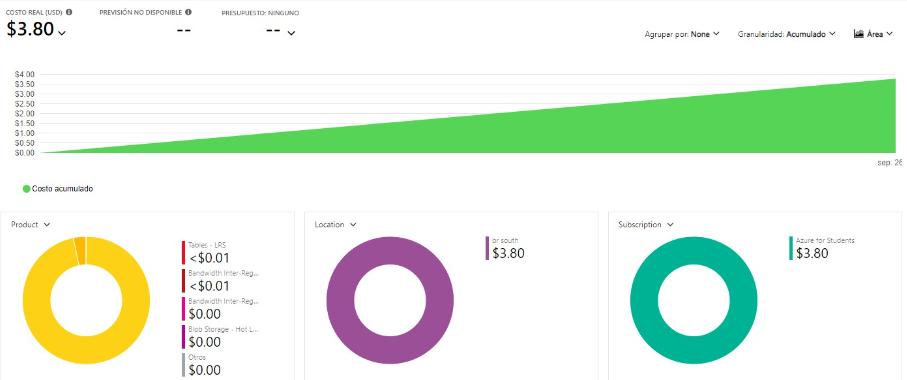 COSTO REAL (USD)
PREVISIÓN NO DISPONIBLE
PRESUPUESTO: NINGUNO
$3.80
--
--
Agrupar por: None
Granularidad: Acumulado
Área
$4.00
$3.50
$3.00
$2.50
$2.00
$1.50
$1.00
$0.50
$0.00
sep. 26
Costo acumulado
Product
Tables - LRS
<$0.01
Bandwidth Inter-Reg...
<$0.01
Bandwidth Inter-Reg...
$0.00
Blob Storage - Hot L...
$0.00
Otros
$0.00
Location
br south
$3.80
Subscription
Azure for Students
$3.80